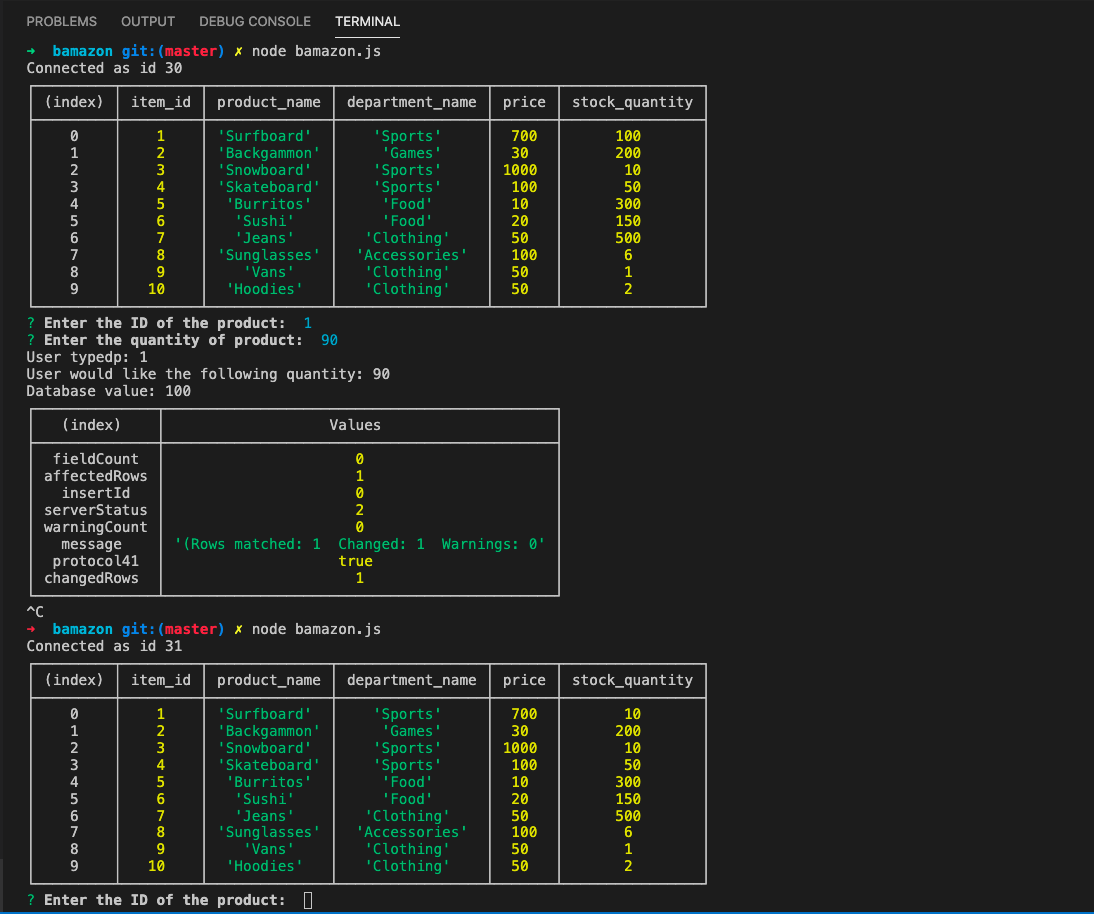 PROBLEMS OUTPUT DEBUG CONSOLE TERMINAL
➜ bamazon git:(master) ✗ node bamazon.js
Connected as id 30
(index) item_id product_name department_name price stock_quantity
0 1 'Surfboard' 'Sports' 700 100
1 2 'Backgammon' 'Games' 30 200
2 3 'Snowboard' 'Sports' 1000 10
3 4 'Skateboard' 'Sports' 100 50
4 5 'Burritos' 'Food' 10 300
5 6 'Sushi' 'Food' 20 150
6 7 'Jeans' 'Clothing' 50 500
7 8 'Sunglasses' 'Accessories' 100 6
8 9 'Vans' 'Clothing' 50 1
9 10 'Hoodies' 'Clothing' 50 2
? Enter the ID of the product: 1
? Enter the quantity of product: 90
User typedp: 1
User would like the following quantity: 90
Database value: 100
(index) Values
fieldCount 0
affectedRows 1
insertId 0
serverStatus 2
warningCount 0
message '(Rows matched: 1 Changed: 1 Warnings: 0'
protocol41 true
changedRows 1
^C
➜ bamazon git:(master) ✗ node bamazon.js
Connected as id 31
(index) item_id product_name department_name price stock_quantity
0 1 'Surfboard' 'Sports' 700 10
1 2 'Backgammon' 'Games' 30 200
2 3 'Snowboard' 'Sports' 1000 10
3 4 'Skateboard' 'Sports' 100 50
4 5 'Burritos' 'Food' 10 300
5 6 'Sushi' 'Food' 20 150
6 7 'Jeans' 'Clothing' 50 500
7 8 'Sunglasses' 'Accessories' 100 6
8 9 'Vans' 'Clothing' 50 1
9 10 'Hoodies' 'Clothing' 50 2
? Enter the ID of the product: